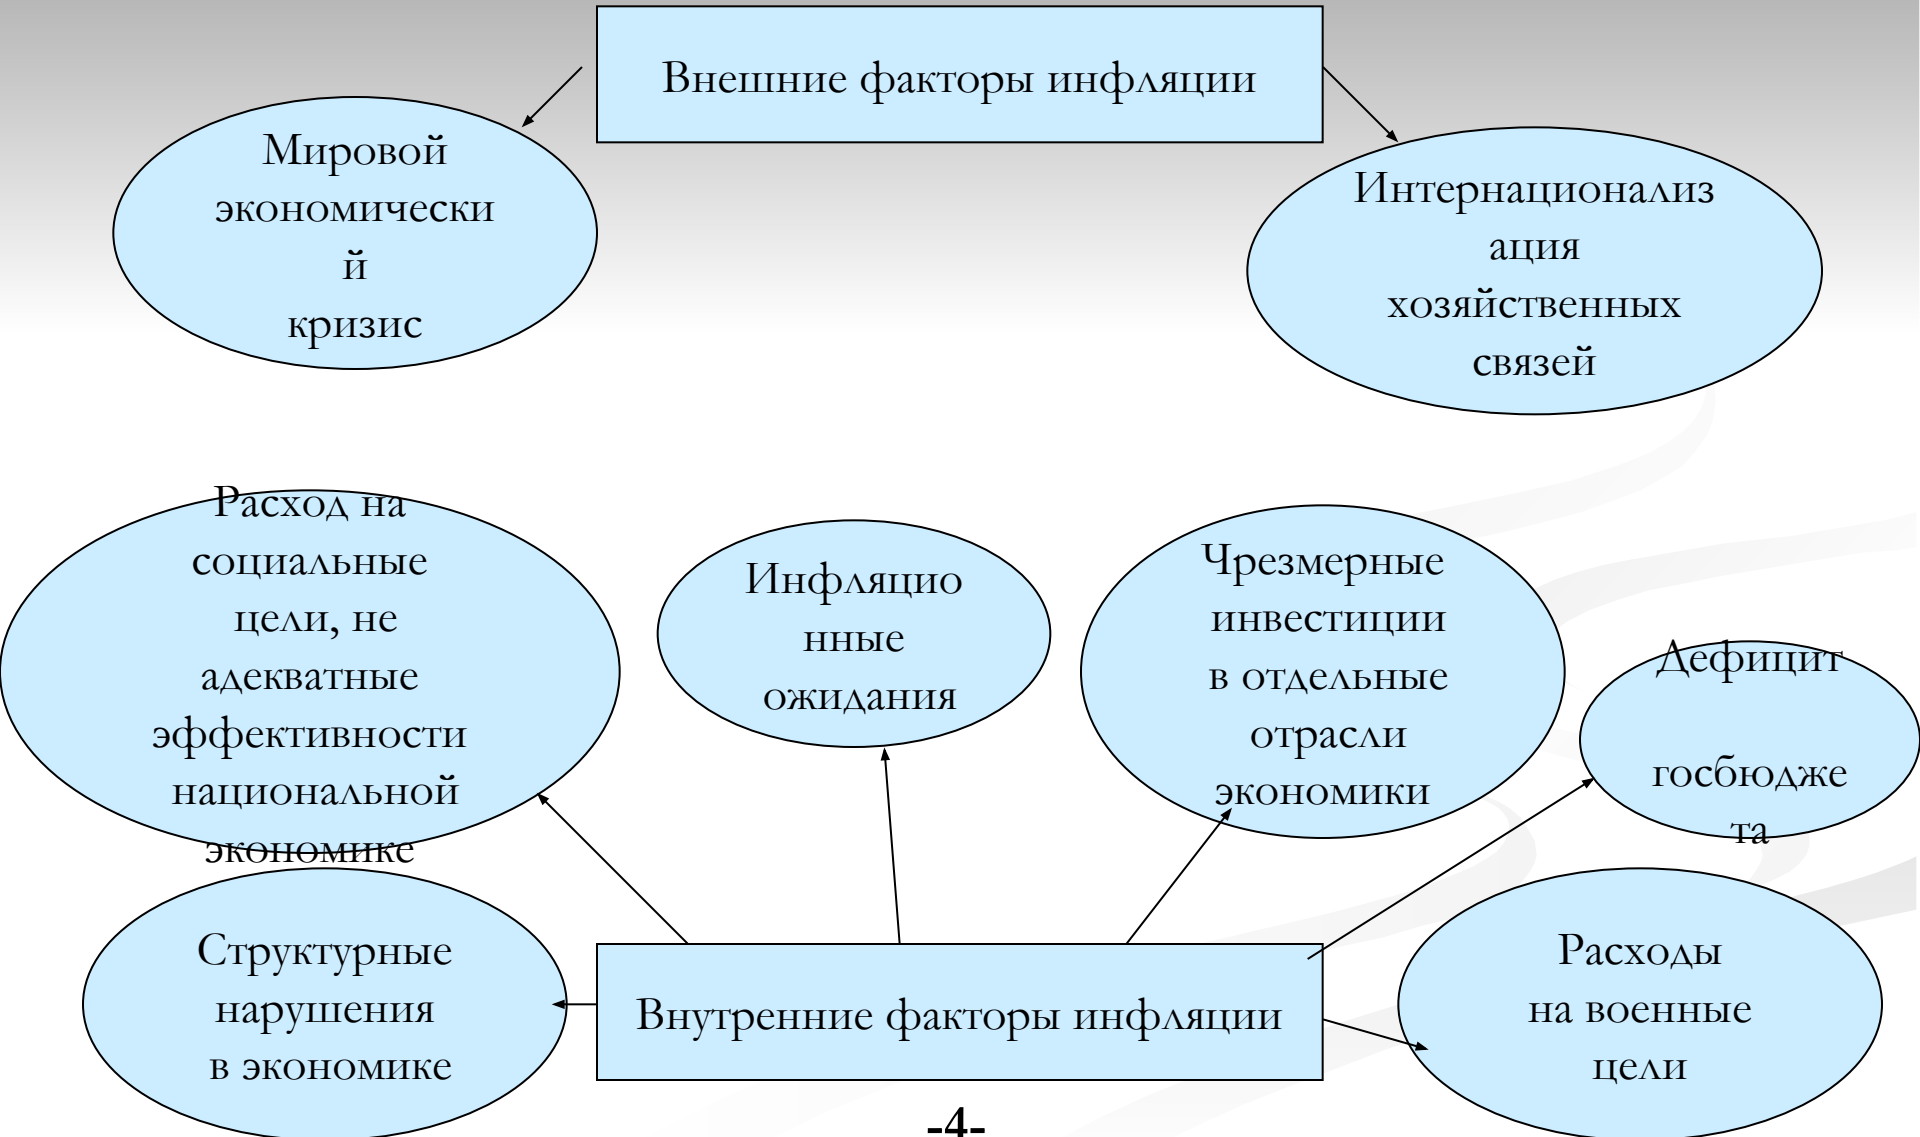 Внешние факторы инфляции
Мировой
экономически
й
кризис
Интернационализ
ация
хозяйственных
связей
Расход на
социальные
цели, не
адекватные
эффективности
национальной
экономике
Инфляцио
нные
ожидания
Чрезмерные
инвестиции
в отдельные
отрасли
экономики
Дефицит
госбюдже
та
Структурные
нарушения
в экономике
Внутренние факторы инфляции
Расходы
на военные
цели
-4-